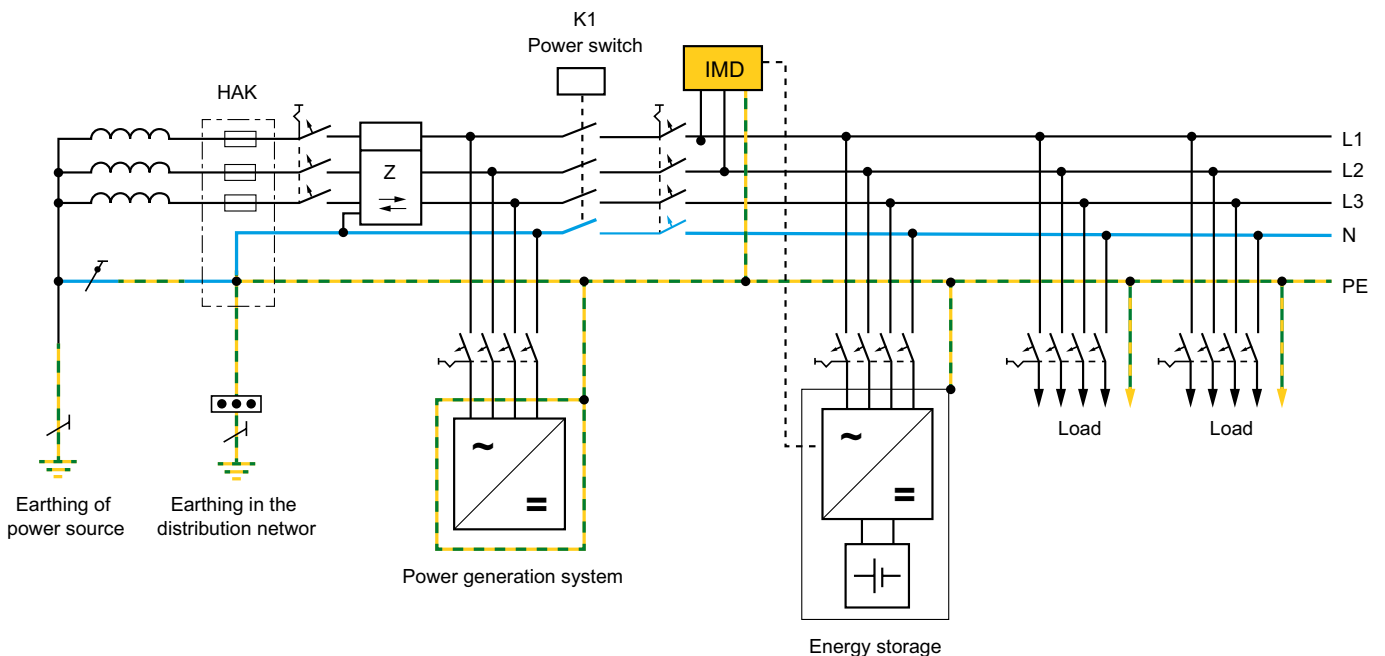 K1
Power switch
IMD
HAK
L1
Z
L2
L3
N
PE
~
=
~
=
Load
Load
Earthing of
power source
Earthing in the
distribution networ
Power generation system
Energy storage